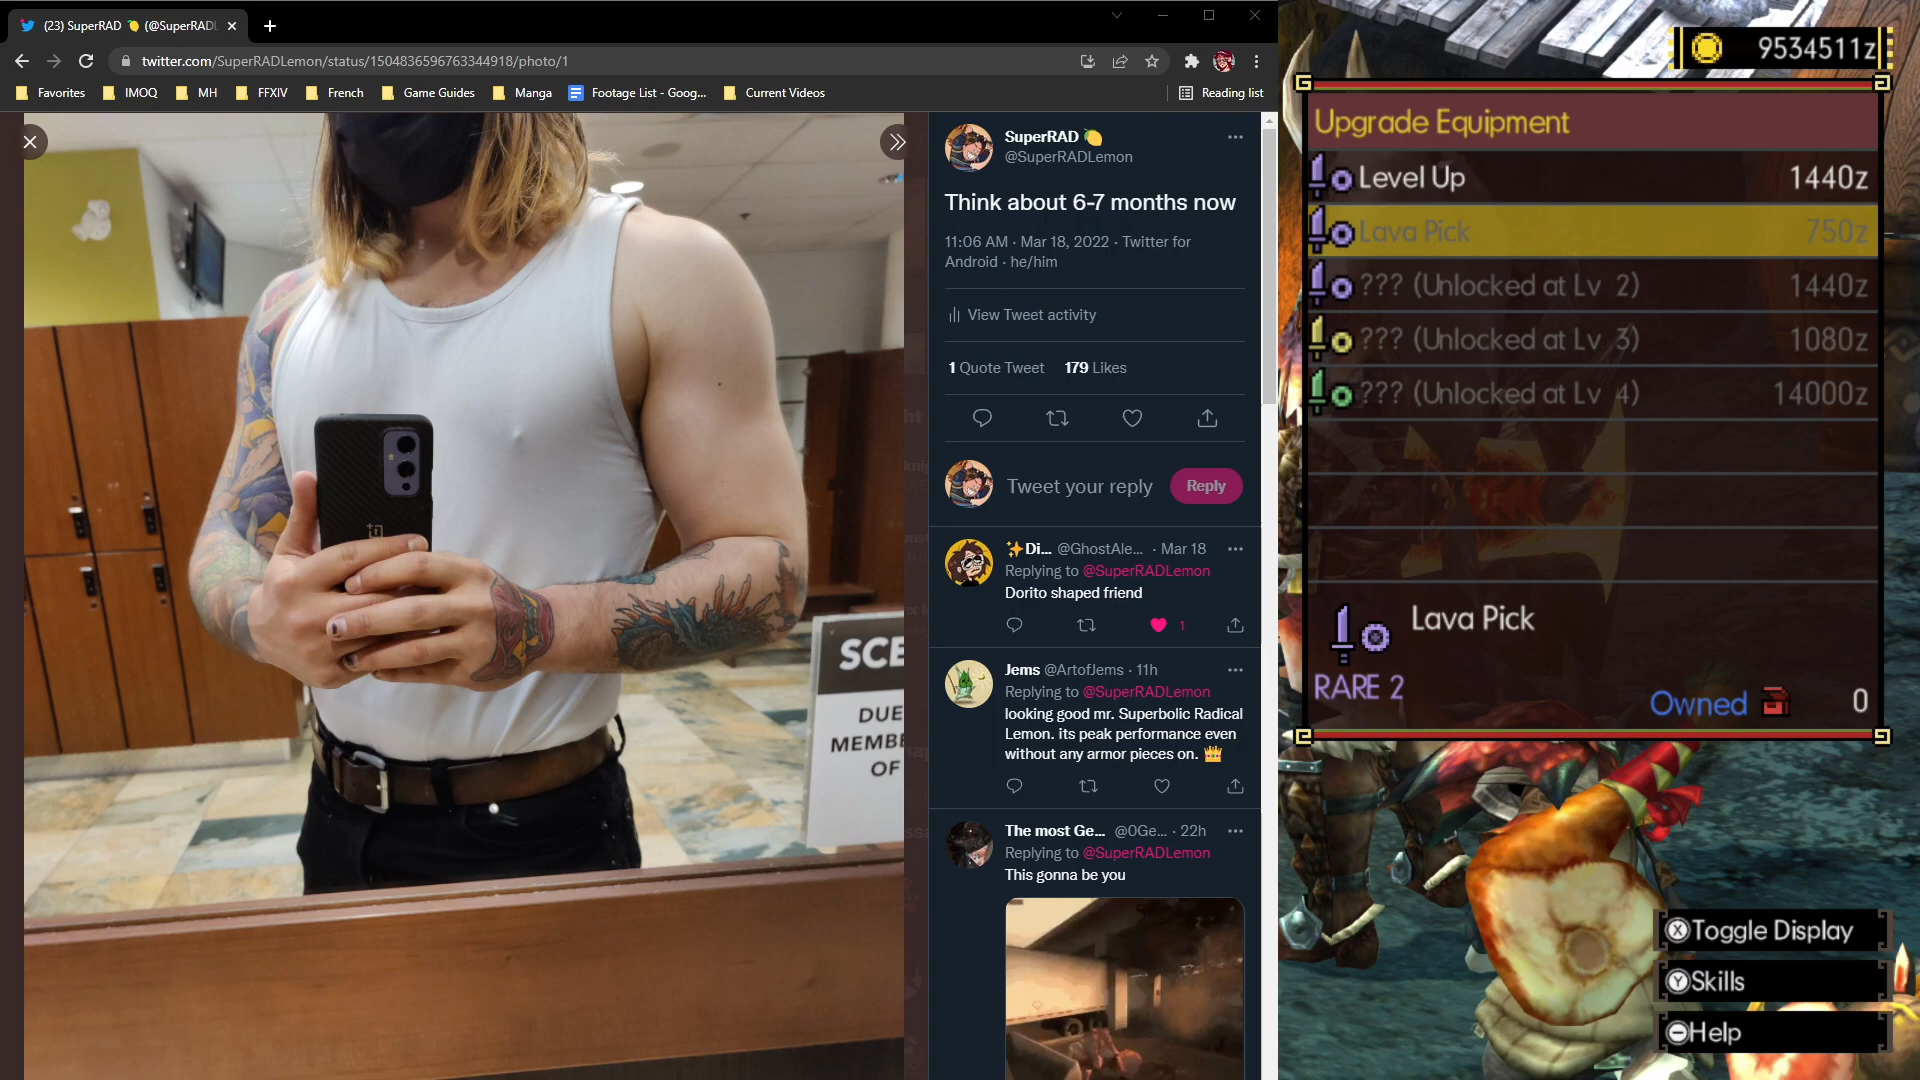 (23) SuperRAD 🍋 (@SuperRADL
twitter.com/SuperRADLemon/status/1504836596763344918/photo/1
Favorites IMOQ MH FFXIV French Game Guides Manga Footage List - Goog... Current Videos Reading list
SCE
DUE
MEMBE
OF
SuperRAD 🍋
@SuperRADLemon
Think about 6-7 months now
11:06 AM · Mar 18, 2022 · Twitter for
Android · he/him
View Tweet activity
1 Quote Tweet 179 Likes
Tweet your reply Reply
✨Di... @GhostAle... · Mar 18
Replying to @SuperRADLemon
Dorito shaped friend
1
Jems @ArtofJems · 11h
Replying to @SuperRADLemon
looking good mr. Superbolic Radical
Lemon. its peak performance even
without any armor pieces on. 👑
The most Ge... @0Ge... · 22h
Replying to @SuperRADLemon
This gonna be you
9534511z
Upgrade Equipment
Level Up 1440z
Lava Pick 750z
??? (Unlocked at Lv 2) 1440z
??? (Unlocked at Lv 3) 1080z
??? (Unlocked at Lv 4) 14000z
Lava Pick
RARE 2
Owned 0
X Toggle Display
Y Skills
Help